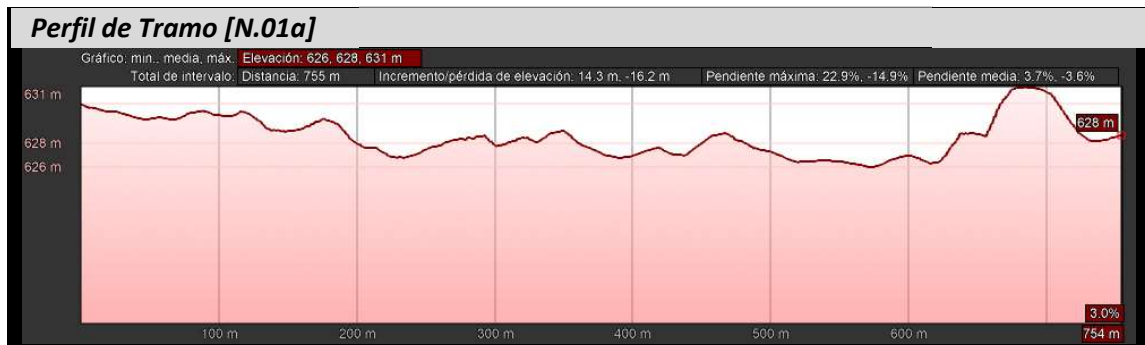 Perfil de Tramo [N.01a]
Gráfico: min., media, máx. Elevación: 626, 628, 631 m
Total de intervalo: Distancia: 755 m Incremento/pérdida de elevación: 14.3 m, -16.2 m Pendiente máxima: 22.9%, -14.9% Pendiente media: 3.7%, -3.6%
631 m
628 m
628 m
626 m
3.0%
100 m 200 m 300 m 400 m 500 m 600 m 754 m